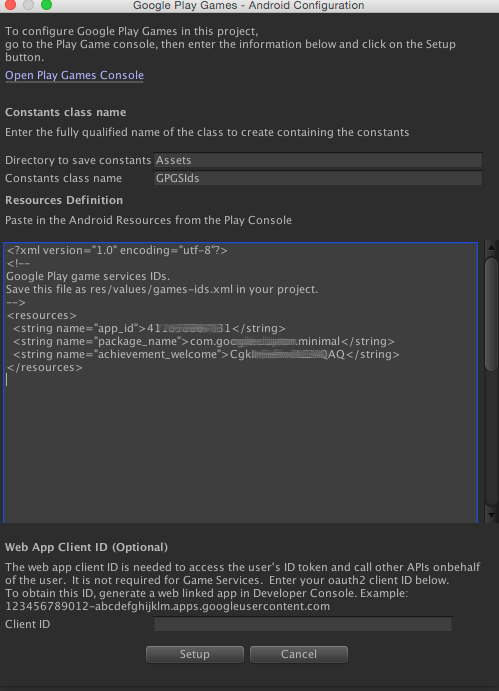 Google Play Games - Android Configuration
To configure Google Play Games in this project,
go to the Play Game console, then enter the information below and click on the Setup
button.
Open Play Games Console
Constants class name
Enter the fully qualified name of the class to create containing the constants
Directory to save constants Assets
Constants class name GPGSIds
Resources Definition
Paste in the Android Resources from the Play Console
<?xml version="1.0" encoding="utf-8"?>
<!--
Google Play game services IDs.
Save this file as res/values/games-ids.xml in your project.
-->
<resources>
<string name="app_id">41 31</string>
<string name="package_name">com.goo .minimal</string>
<string name="achievement_welcome">Cgk QAQ</string>
</resources>
Web App Client ID (Optional)
The web app client ID is needed to access the user's ID token and call other APIs onbehalf
of the user. It is not required for Game Services. Enter your oauth2 client ID below.
To obtain this ID, generate a web linked app in Developer Console. Example:
123456789012-abcdefghijklm.apps.googleusercontent.com
Client ID
Setup Cancel